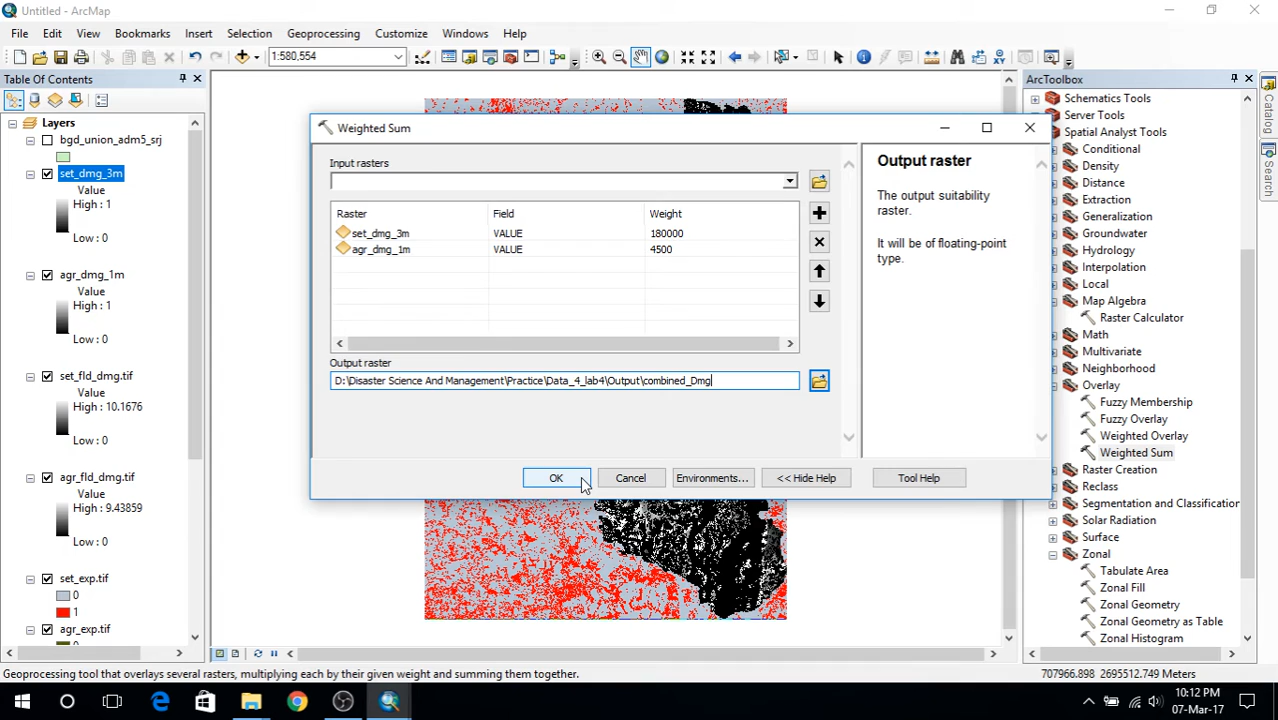 Untitled - ArcMap
File Edit View Bookmarks Insert Selection Geoprocessing Customize Windows Help
1:580,554
Table Of Contents
Layers
bgd_union_adm5_srj
set_dmg_3m
Value
High : 1
Low : 0
agr_dmg_1m
Value
High : 1
Low : 0
set_fld_dmg.tif
Value
High : 10.1676
Low : 0
agr_fld_dmg.tif
Value
High : 9.43859
Low : 0
set_exp.tif
0
1
agr_exp.tif
Weighted Sum
Input rasters
Raster Field Weight
set_dmg_3m VALUE 180000
agr_dmg_1m VALUE 4500
Output raster
D:\Disaster Science And Management\Practice\Data_4_lab4\Output\combined_Dmg
OK Cancel Environments... << Hide Help Tool Help
Output raster
The output suitability
raster.
It will be of floating-point
type.
ArcToolbox
Schematics Tools
Server Tools
Spatial Analyst Tools
Conditional
Density
Distance
Extraction
Generalization
Groundwater
Hydrology
Interpolation
Local
Map Algebra
Raster Calculator
Math
Multivariate
Neighborhood
Overlay
Fuzzy Membership
Fuzzy Overlay
Weighted Overlay
Weighted Sum
Raster Creation
Reclass
Segmentation and Classification
Solar Radiation
Surface
Zonal
Tabulate Area
Zonal Fill
Zonal Geometry
Zonal Geometry as Table
Zonal Histogram
Catalog
Search
Geoprocessing tool that overlays several rasters, multiplying each by their given weight and summing them together.
707966.898 2695512.749 Meters
10:12 PM
07-Mar-17